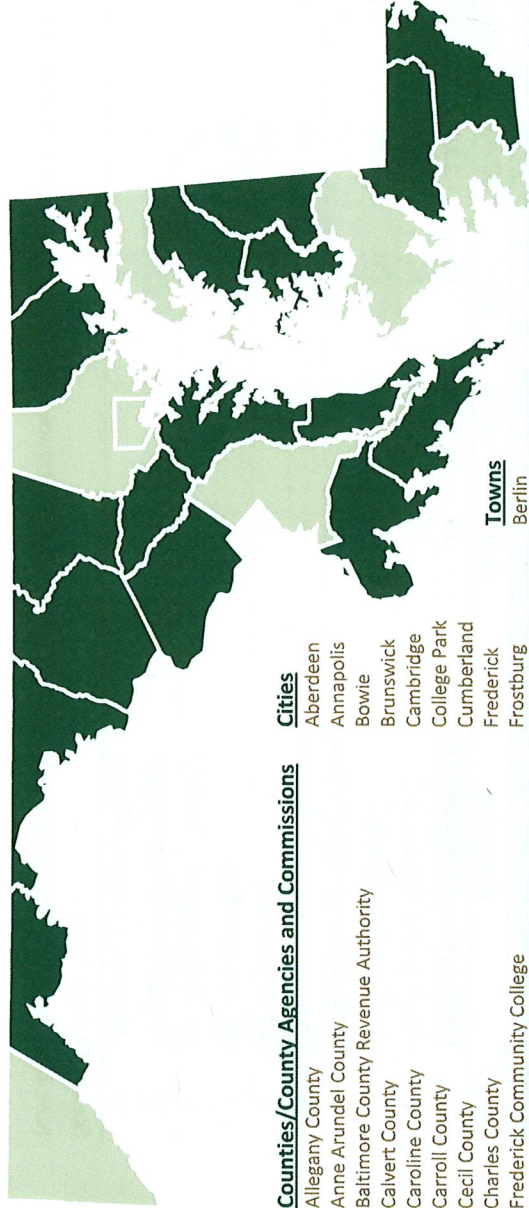 Counties/County Agencies and Commissions
Allegany County
Anne Arundel County
Baltimore County Revenue Authority
Calvert County
Caroline County
Carroll County
Cecil County
Charles County
Frederick Community College
Cities
Aberdeen
Annapolis
Bowie
Brunswick
Cambridge
College Park
Cumberland
Frederick
Frostburg
Towns
Berlin